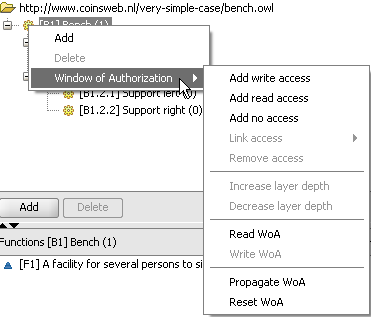 http://www.coinsweb.nl/very-simple-case/bench.owl
[B1] Bench (1)
Add
Delete
Window of Authorization
[B1.2.1] Support left (0)
[B1.2.2] Support right (0)
Add write access
Add read access
Add no access
Link access
Remove access
Increase layer depth
Decrease layer depth
Read WoA
Write WoA
Propagate WoA
Reset WoA
Add
Delete
Functions [B1] Bench (1)
[F1] A facility for several persons to si